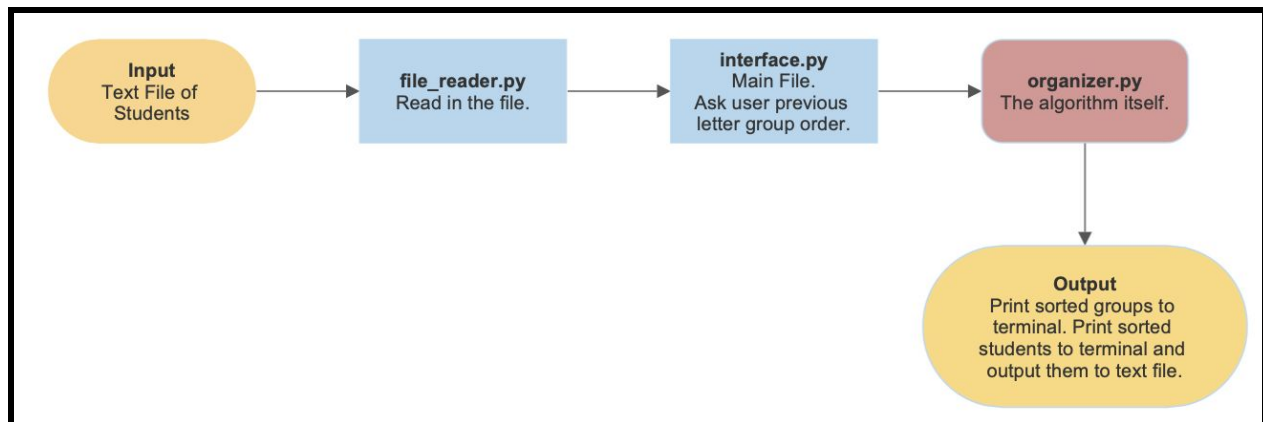 Input
Text File of
Students
file_reader.py
Read in the file.
interface.py
Main File.
Ask user previous
letter group order.
organizer.py
The algorithm itself.
Output
Print sorted groups to
terminal. Print sorted
students to terminal and
output them to text file.